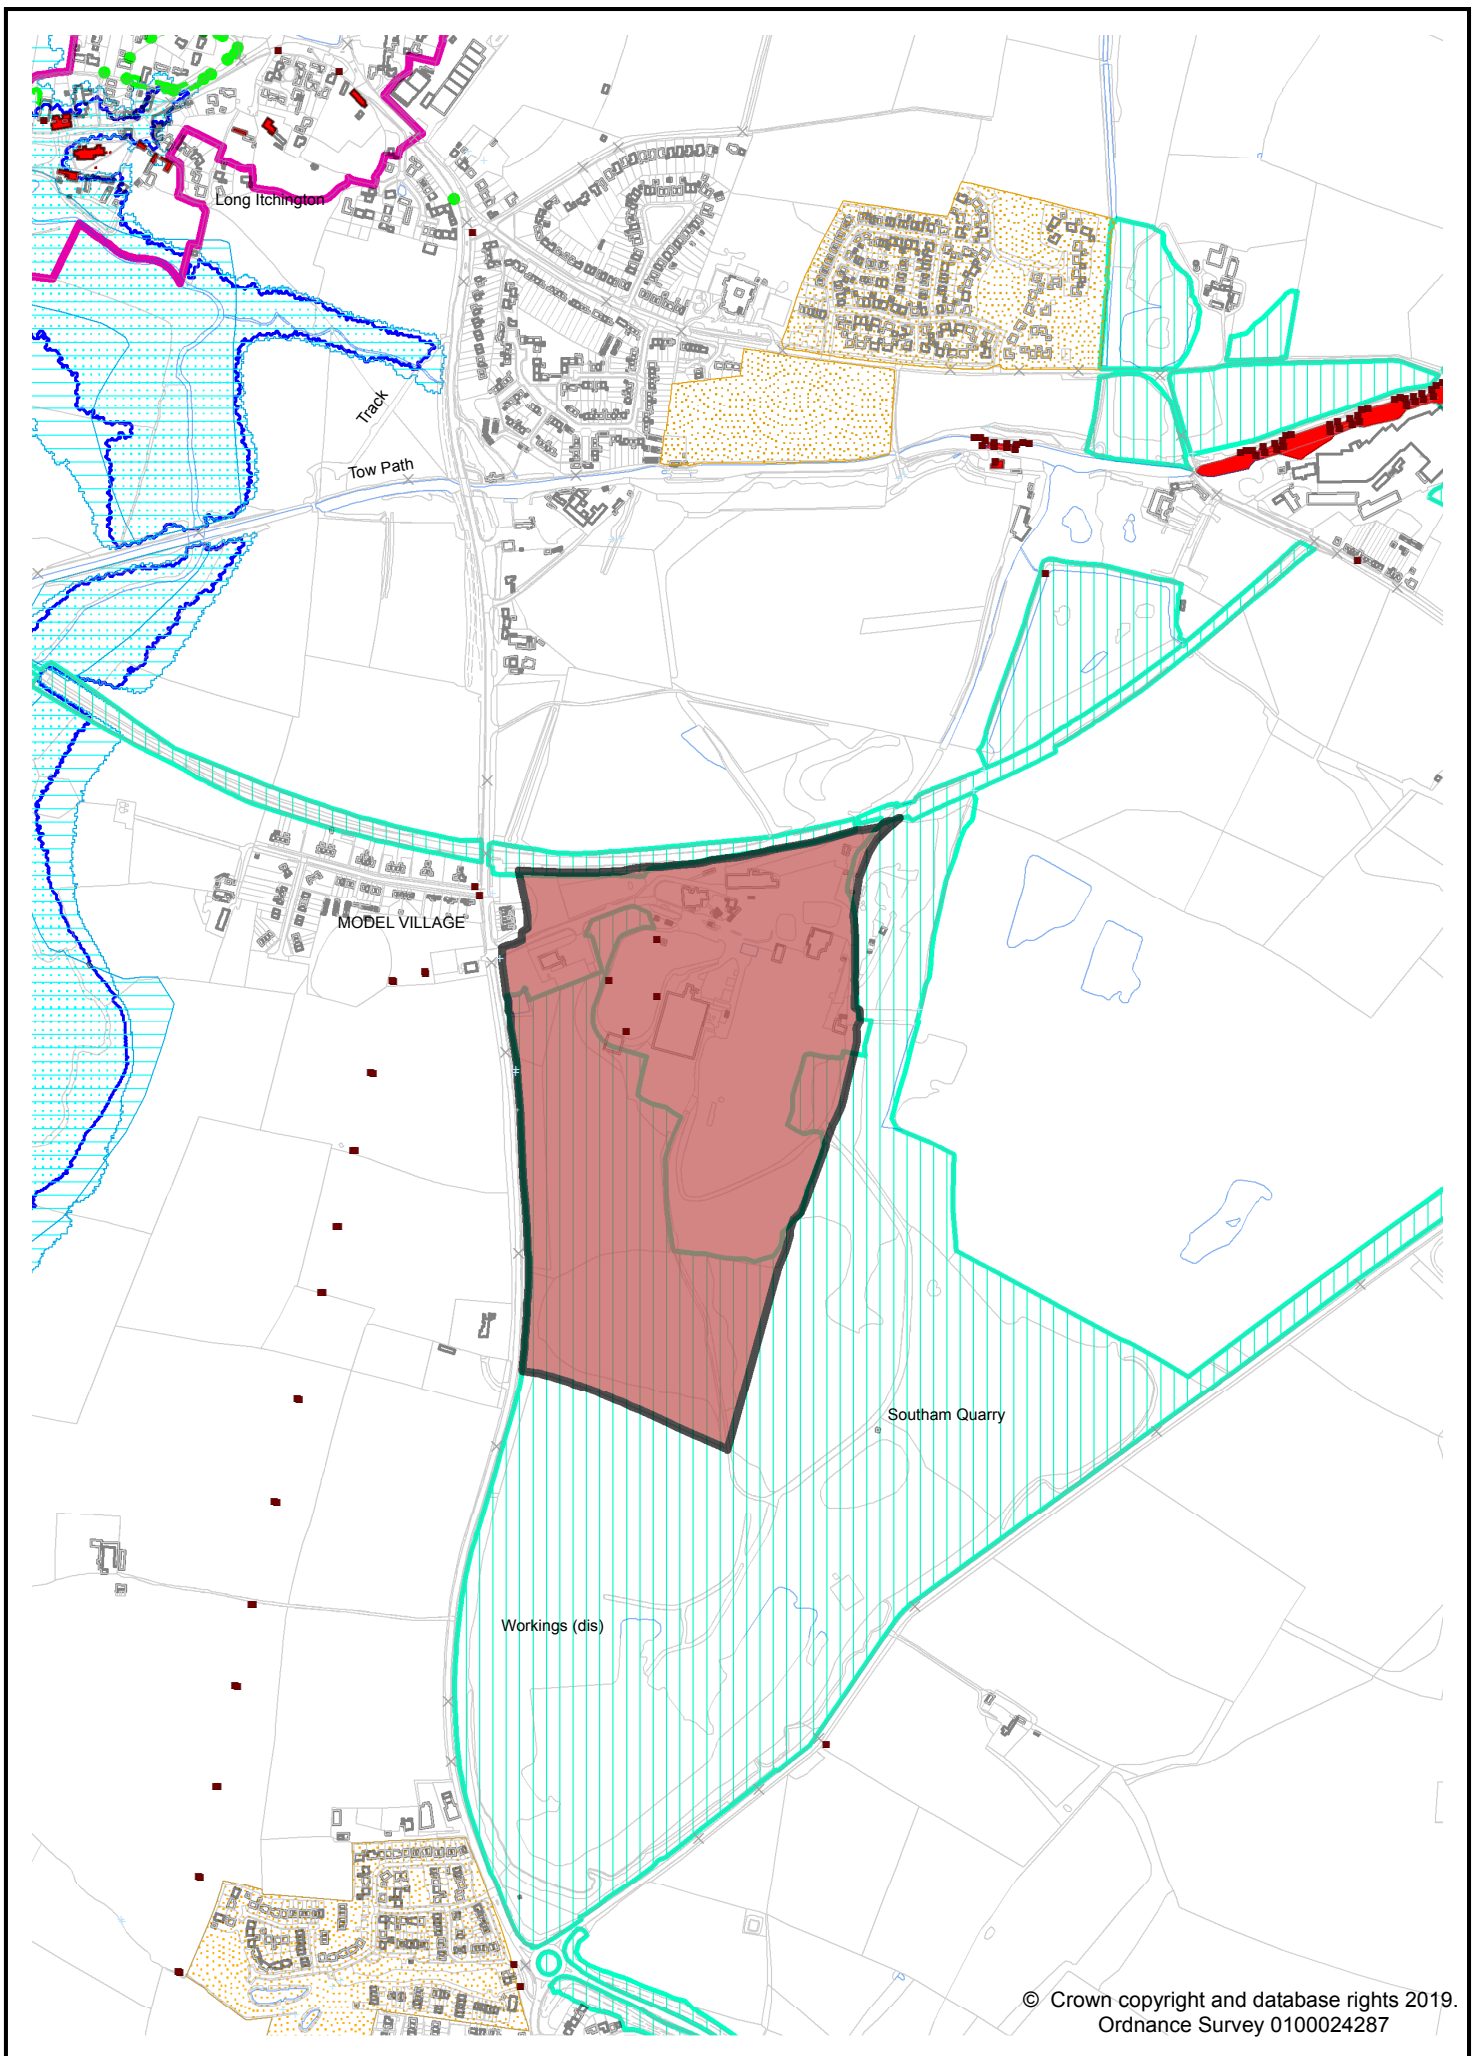 Long Itchington
Track
Tow Path
MODEL VILLAGE
Southam Quarry
Workings (dis)
© Crown copyright and database rights 2019.
Ordnance Survey 0100024287